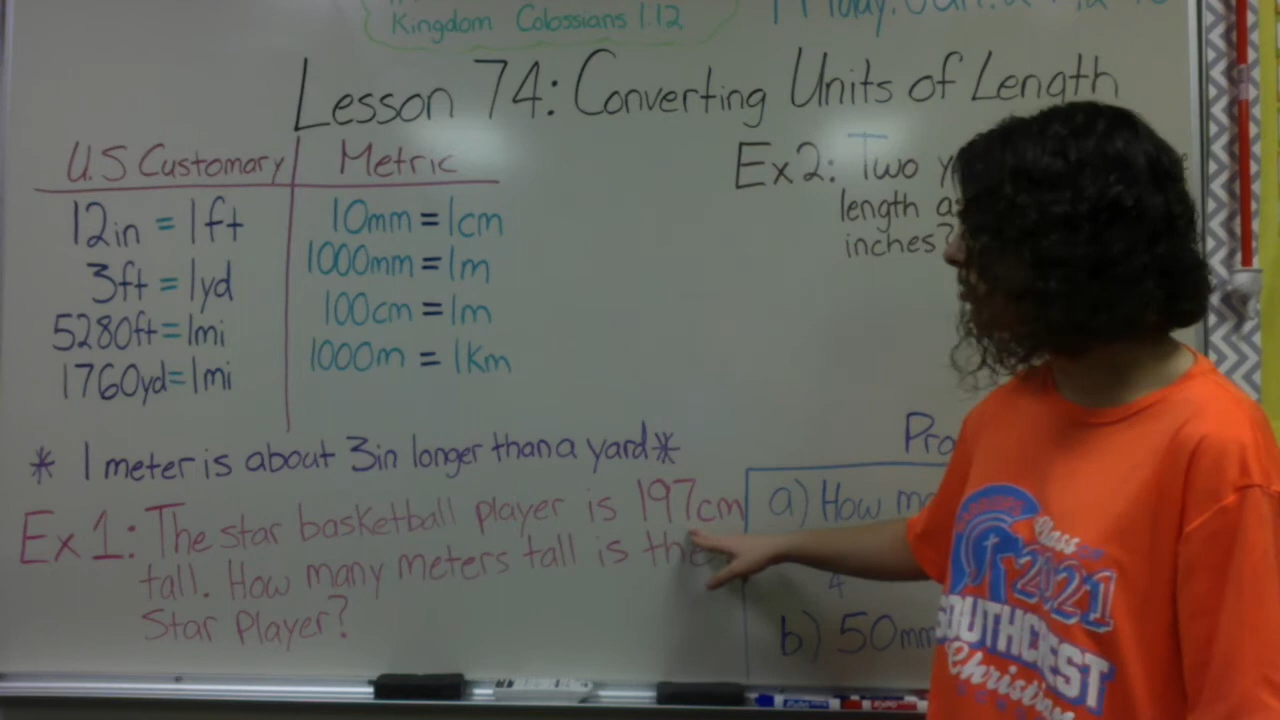 Kingdom Colossians 1:12
Lesson 74: Converting Units of Length
U.S Customary
12in = 1ft
3ft = 1yd
5280ft = 1mi
1760yd = 1mi
Metric
10mm = 1cm
1000mm = 1m
100cm = 1m
1000m = 1Km
* 1 meter is about 3in longer than a yard *
Ex 1: The star basketball player is 197cm
tall. How many meters tall is the
Star Player?
Ex2: Two
length
inches?
a) How
4
b) 50mm
Class of
2021
SOUTHCREST
Christian